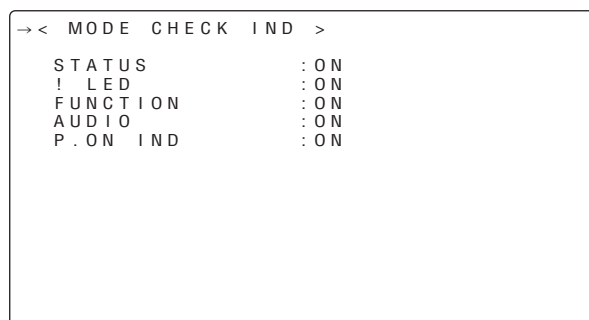 →< MODE CHECK IND >
STATUS :ON
! LED :ON
FUNCTION :ON
AUDIO :ON
P.ON IND :ON